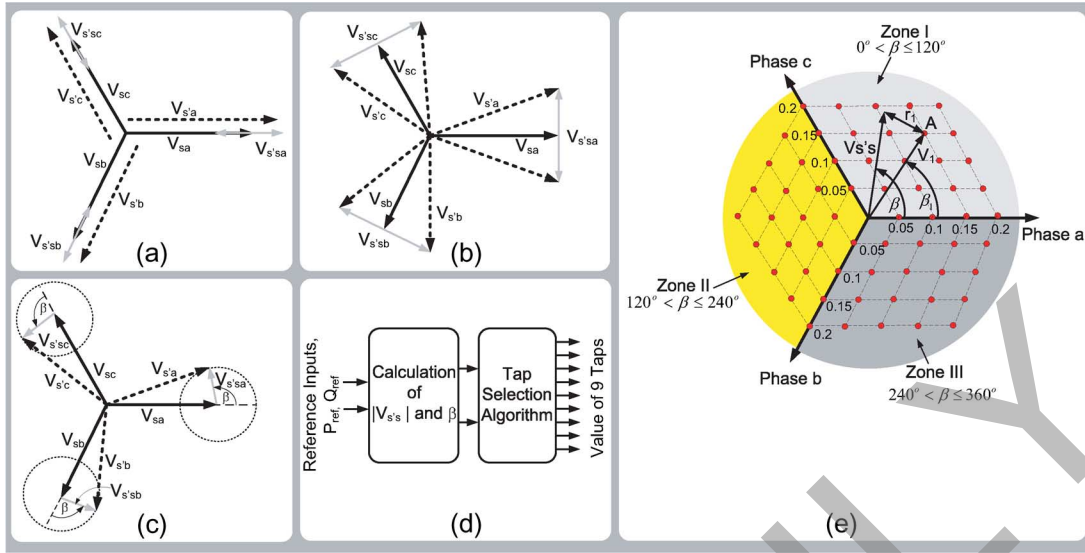 V_s'sc
V_s'a
V_sc
V_s'c
V_sa
V_s'sa
V_sb
V_s'b
V_s'sb
(a)
V_s'sc
V_sc
V_s'a
V_s'c
V_sa
V_s'sa
V_sb
V_s'b
V_s'sb
(b)
β
V_s'sc
V_s'c
V_sc
V_s'a
V_s'sa
β
V_sa
V_sb
V_s'b
V_s'sb
β
(c)
Reference Inputs,
P_ref, Q_ref
Calculation
of
|V_s's| and β
Tap
Selection
Algorithm
Value of 9 Taps
(d)
Zone I
0° < β ≤ 120°
Phase c
0.2
0.15
0.1
0.05
r₁
A
Vs's
V₁
β
β₁
0.05 0.1 0.15 0.2
Phase a
0.05
0.1
0.15
0.2
Zone II
120° < β ≤ 240°
Phase b
Zone III
240° < β ≤ 360°
(e)